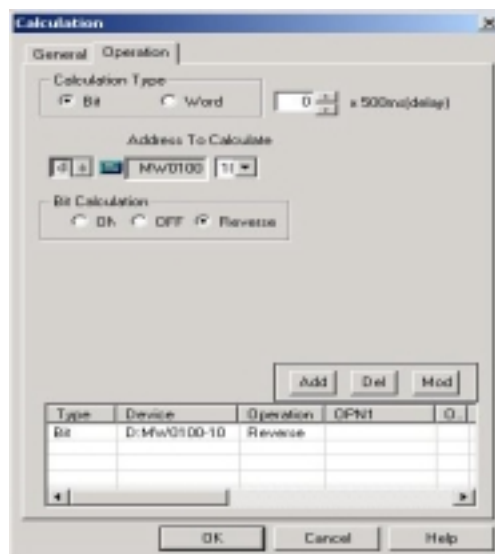 Calculation
General Operation
Calculation Type
Bit Word
0 x 500ms(delay)
Address To Calculate
MW0100
Bit Calculation
ON OFF Reverse
Add Del Mod
Type Device Operation OPN1 O..
Bit D:MW0100-10 Reverse
OK Cancel Help